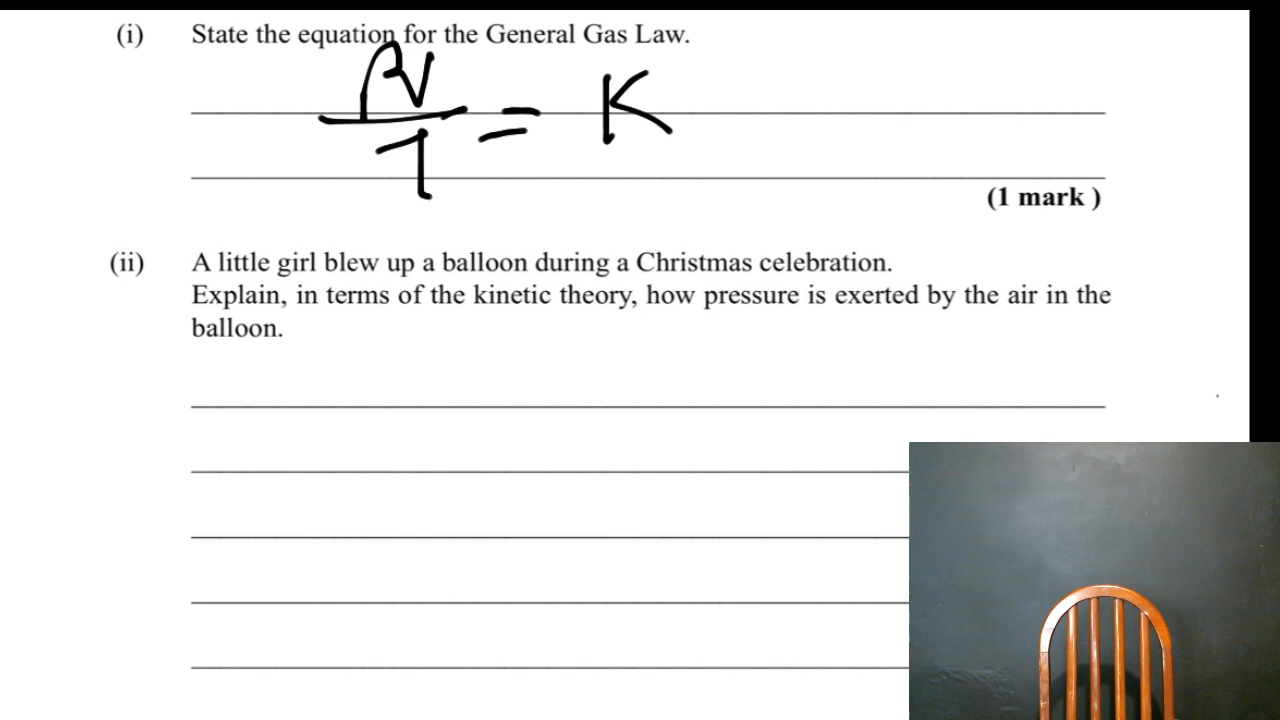 (i) State the equation for the General Gas Law.
PV
T = K
(1 mark )
(ii) A little girl blew up a balloon during a Christmas celebration.
Explain, in terms of the kinetic theory, how pressure is exerted by the air in the
balloon.